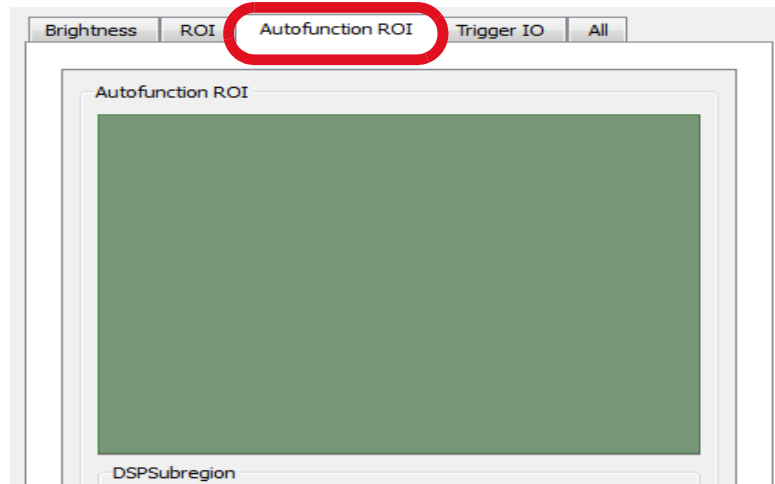 Brightness ROI Autofunction ROI Trigger IO All
Autofunction ROI
DSPSubregion